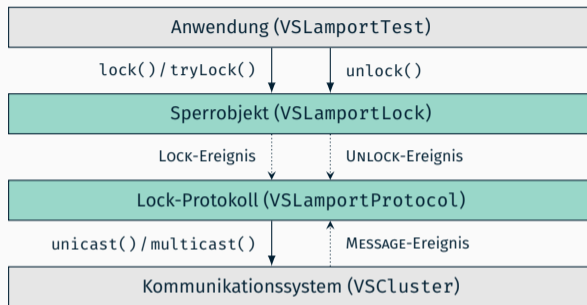 Anwendung (VSLamportTest)
lock()/tryLock() unlock()
Sperrobjekt (VSLamportLock)
Lock-Ereignis Unlock-Ereignis
Lock-Protokoll (VSLamportProtocol)
unicast()/multicast() Message-Ereignis
Kommunikationssystem (VSCluster)